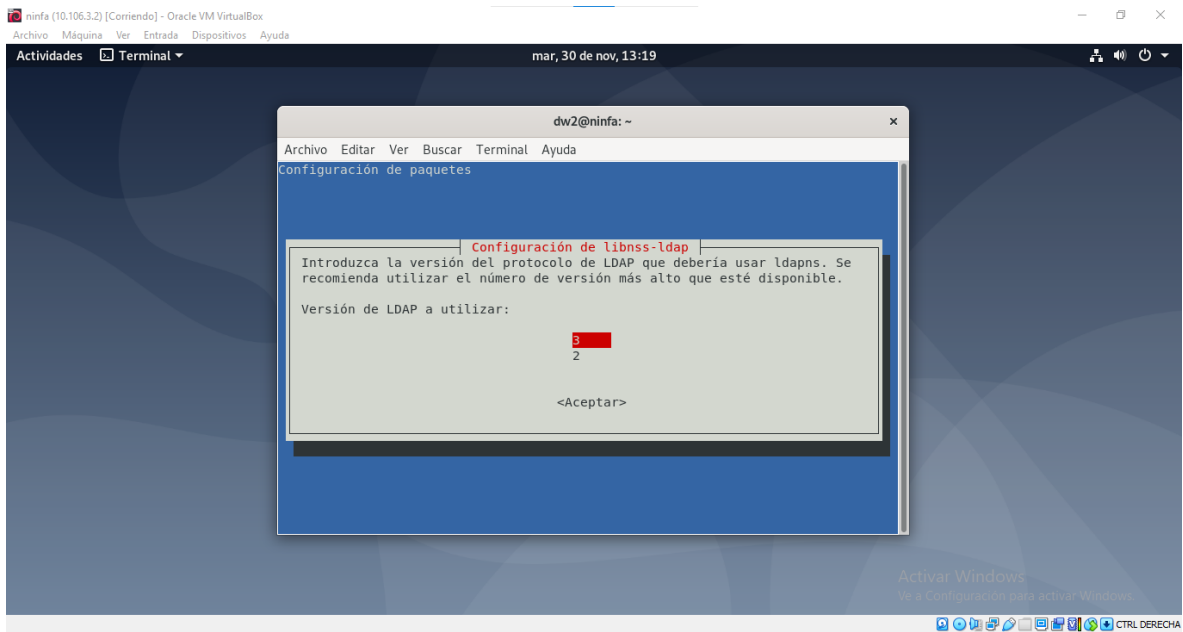 ninfa (10.106.3.2) [Corriendo] - Oracle VM VirtualBox
Archivo Máquina Ver Entrada Dispositivos Ayuda
Actividades Terminal mar, 30 de nov, 13:19
dw2@ninfa: ~
Archivo Editar Ver Buscar Terminal Ayuda
Configuración de paquetes
Configuración de libnss-ldap
Introduzca la versión del protocolo de LDAP que debería usar ldapns. Se
recomienda utilizar el número de versión más alto que esté disponible.
Versión de LDAP a utilizar:
3
2
<Aceptar>
Activar Windows
Ve a Configuración para activar Windows.
CTRL DERECHA